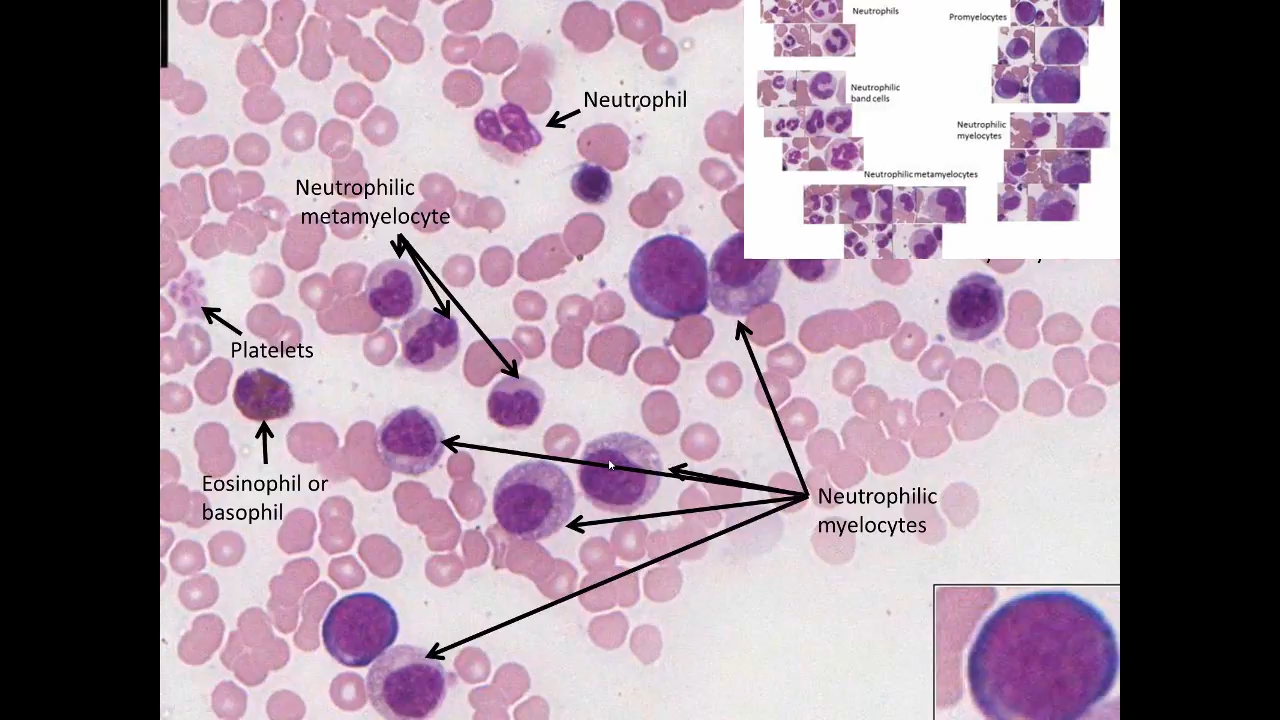 Neutrophils
Promyelocytes
Neutrophil
Neutrophilic
band cells
Neutrophilic
myelocytes
Neutrophilic metamyelocytes
Neutrophilic
metamyelocyte
Platelets
Eosinophil or
basophil
Neutrophilic
myelocytes